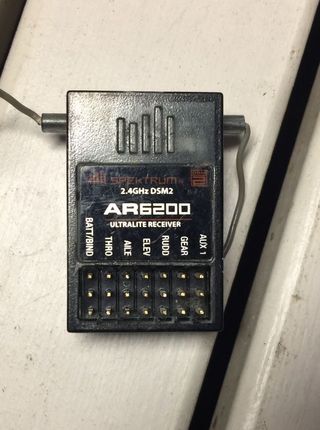 SPEKTRUM
2.4GHz DSM2
AR6200
ULTRALITE RECEIVER
BATT/BIND
THRO
AILE
ELEV
RUDD
GEAR
AUX 1